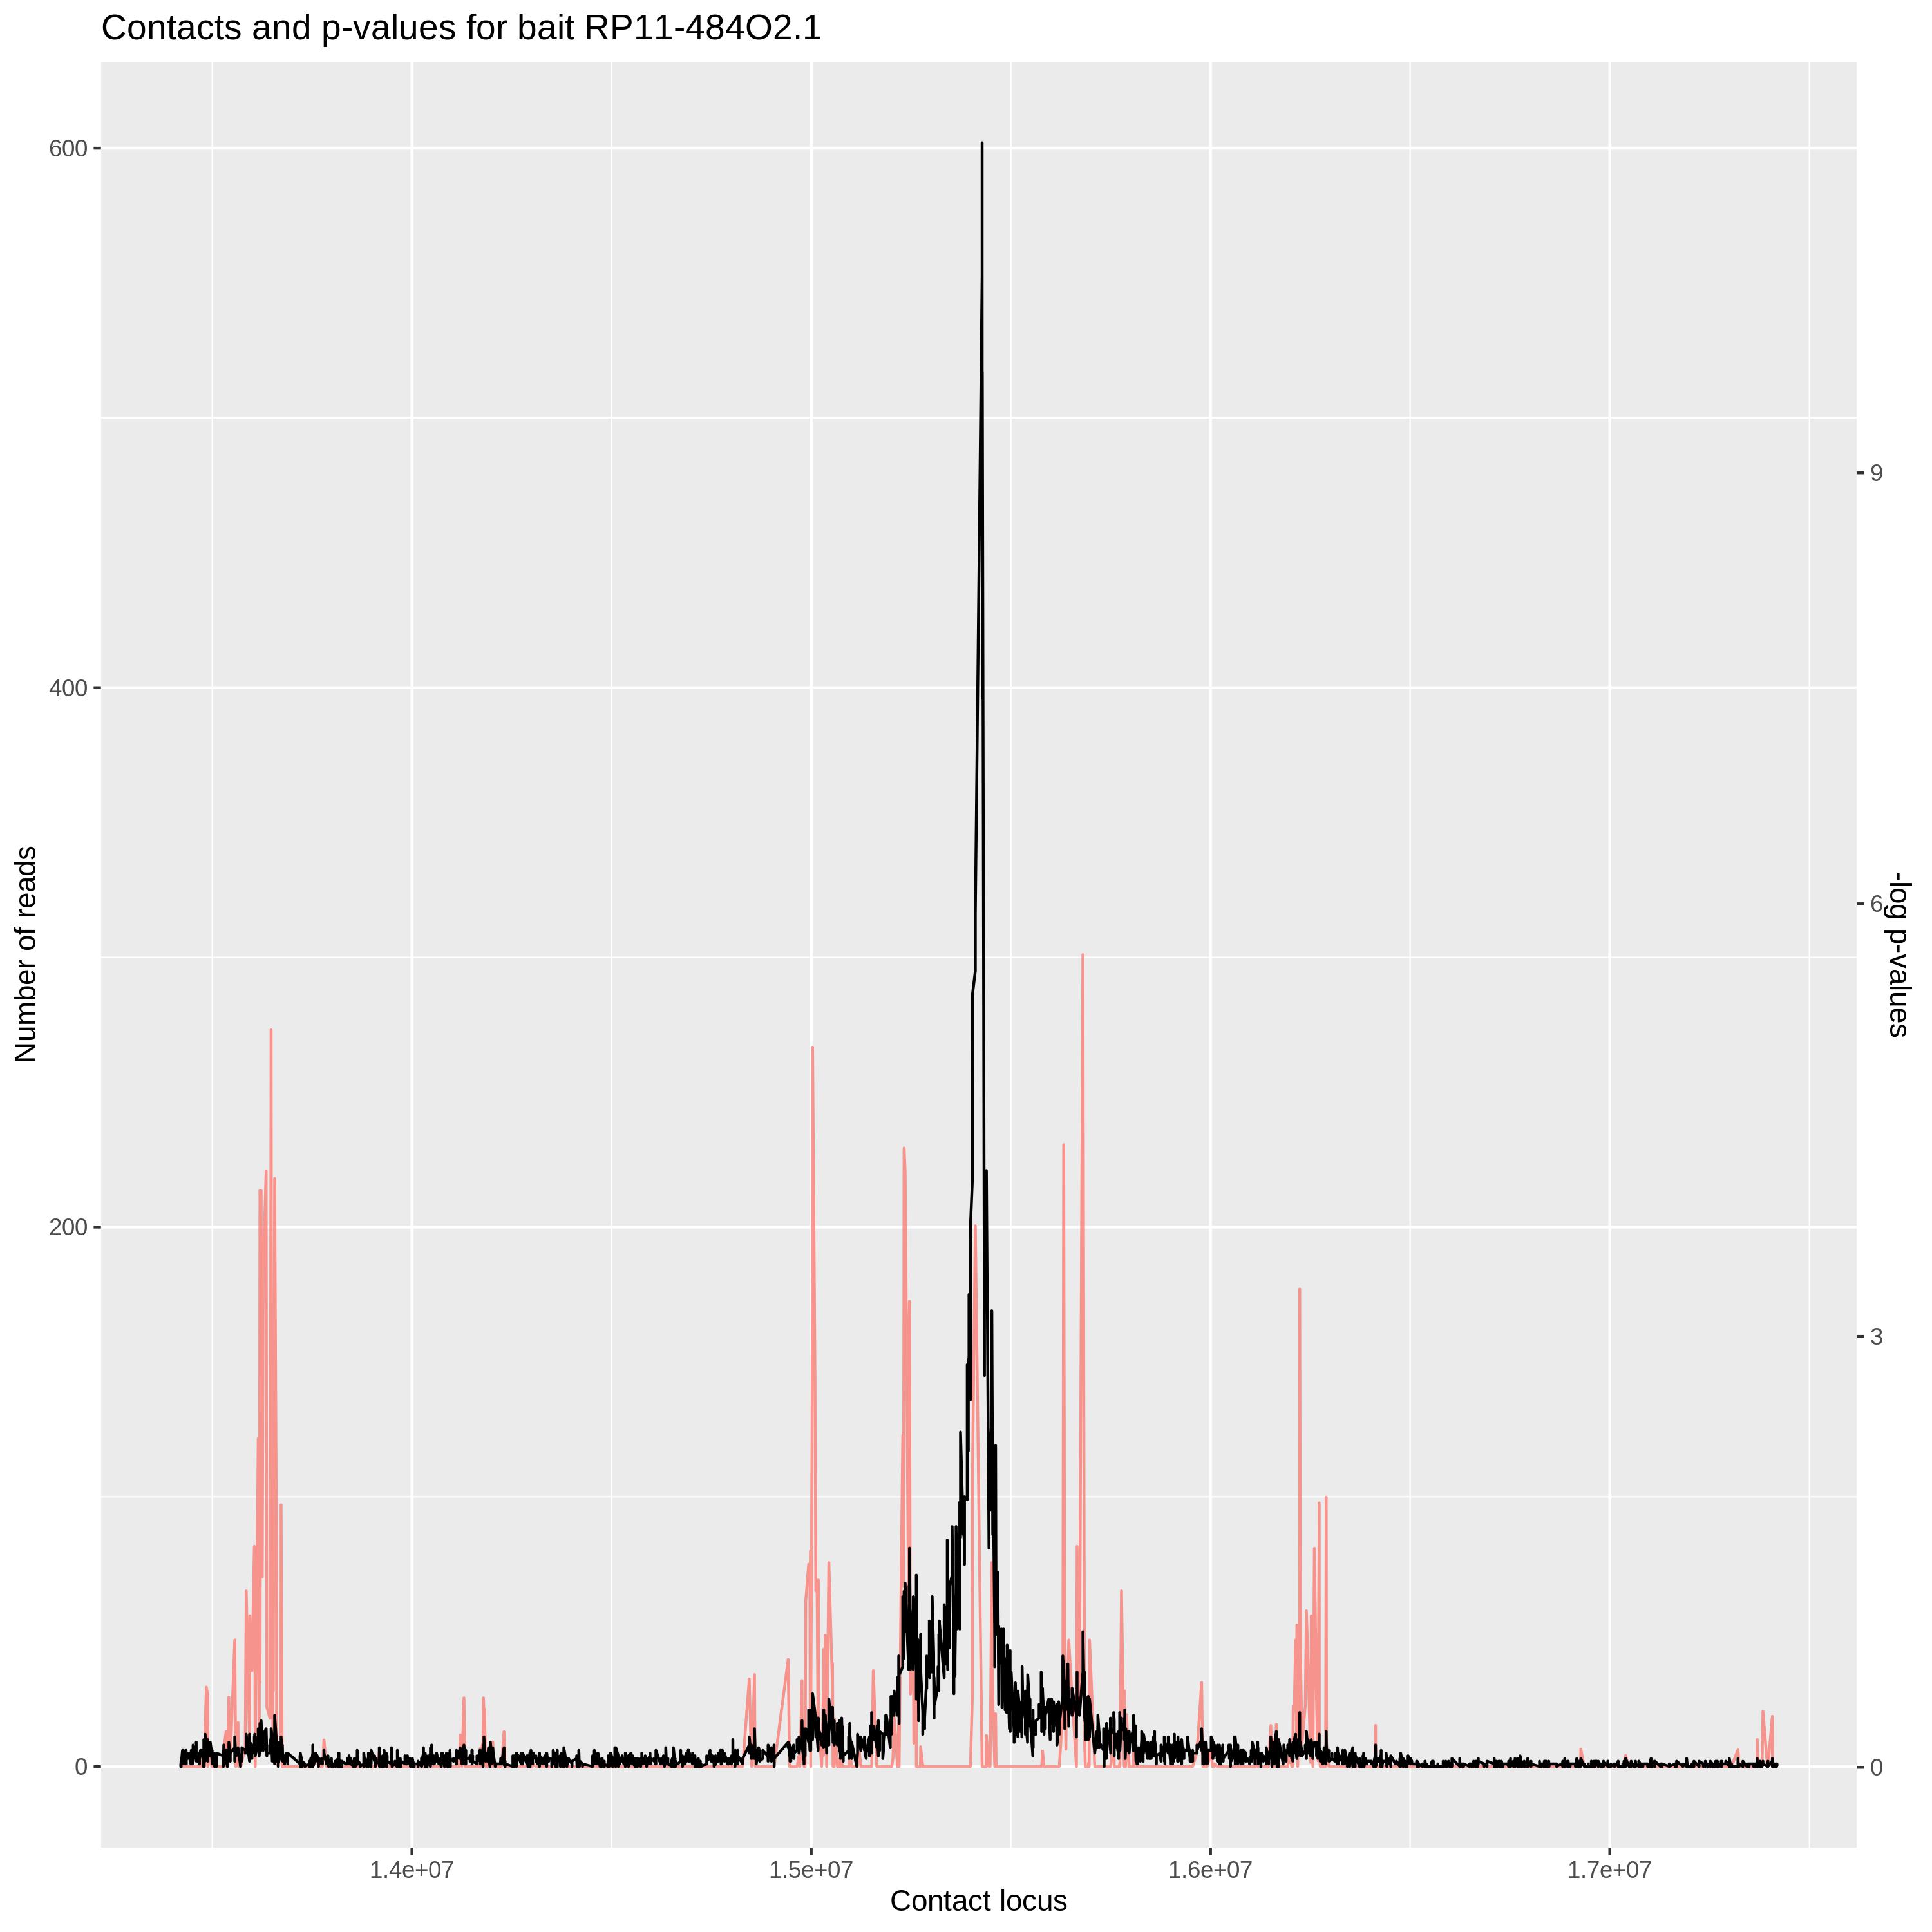 Contacts and p-values for bait RP11-484O2.1
600
400
200
0
Number of reads
9
6
3
0
-log p-values
1.4e+07
1.5e+07
1.6e+07
1.7e+07
Contact locus